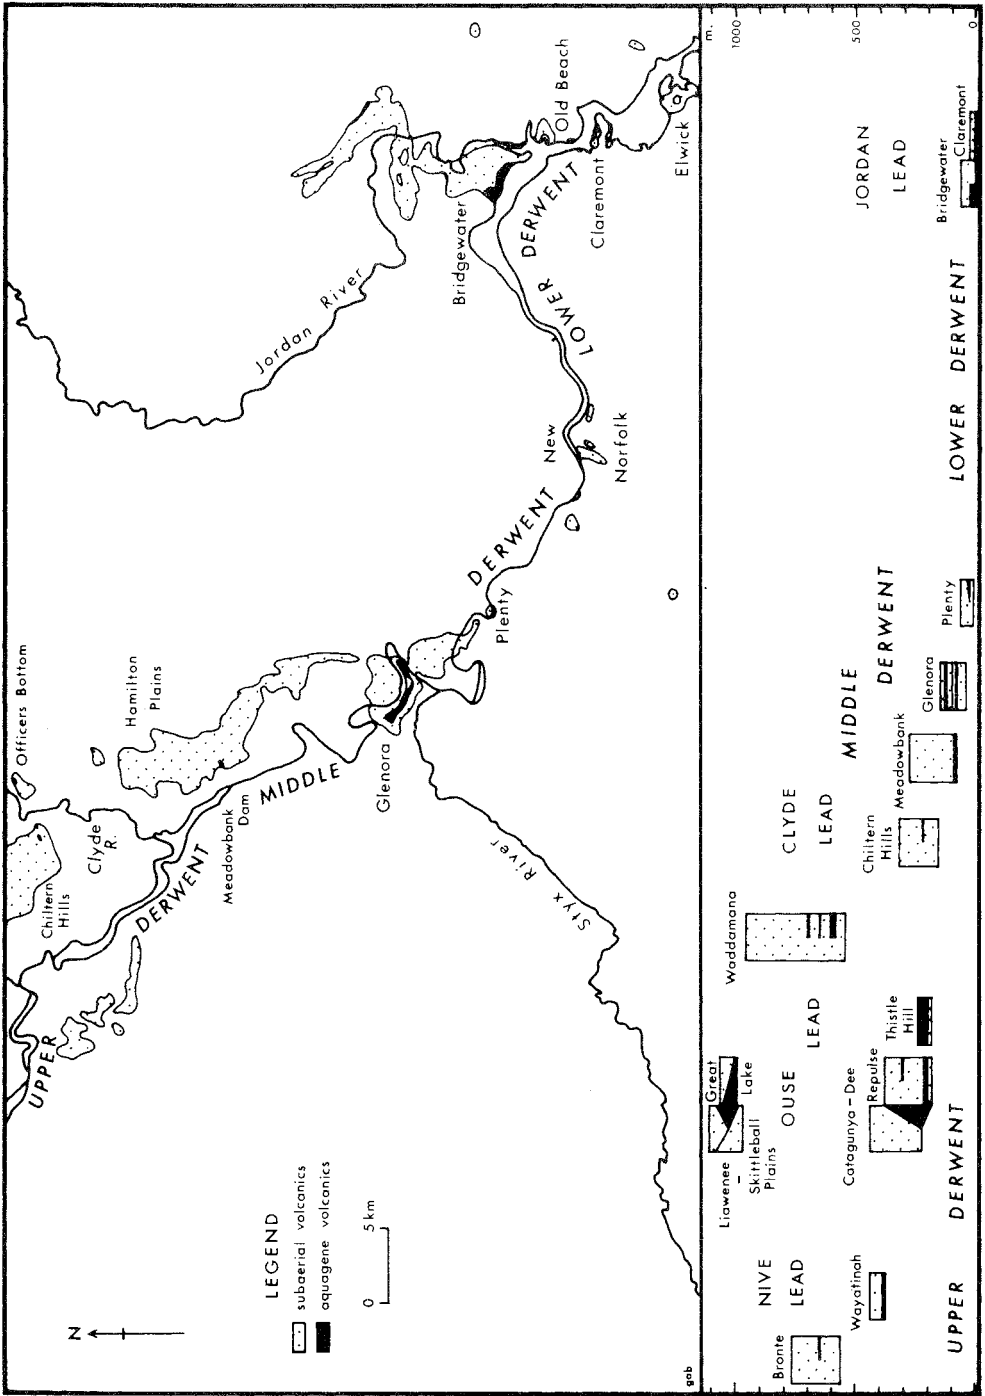 UPPER
DERWENT
MIDDLE
DERWENT
LOWER
DERWENT
Chiltern
Hills
Clyde
R.
Officers Bottom
Hamilton
Plains
Meadowbank
Dam
Glenora
Styx River
Plenty
New
Norfolk
Jordan River
Bridgewater
Old Beach
Claremont
Elwick
N
LEGEND
subaerial volcanics
aquagene volcanics
0 5 km
gab
m.
1000
500
0
Bronte
NIVE
LEAD
Wayatinah
Liawenee
–
Skittleball
Plains
Great
Lake
OUSE
LEAD
Catagunya – Dee
Repulse
Thistle
Hill
Waddamana
CLYDE
LEAD
Chiltern
Hills
Meadowbank
Glenora
Plenty
JORDAN
LEAD
Bridgewater
Claremont
UPPER DERWENT
MIDDLE
DERWENT
LOWER DERWENT